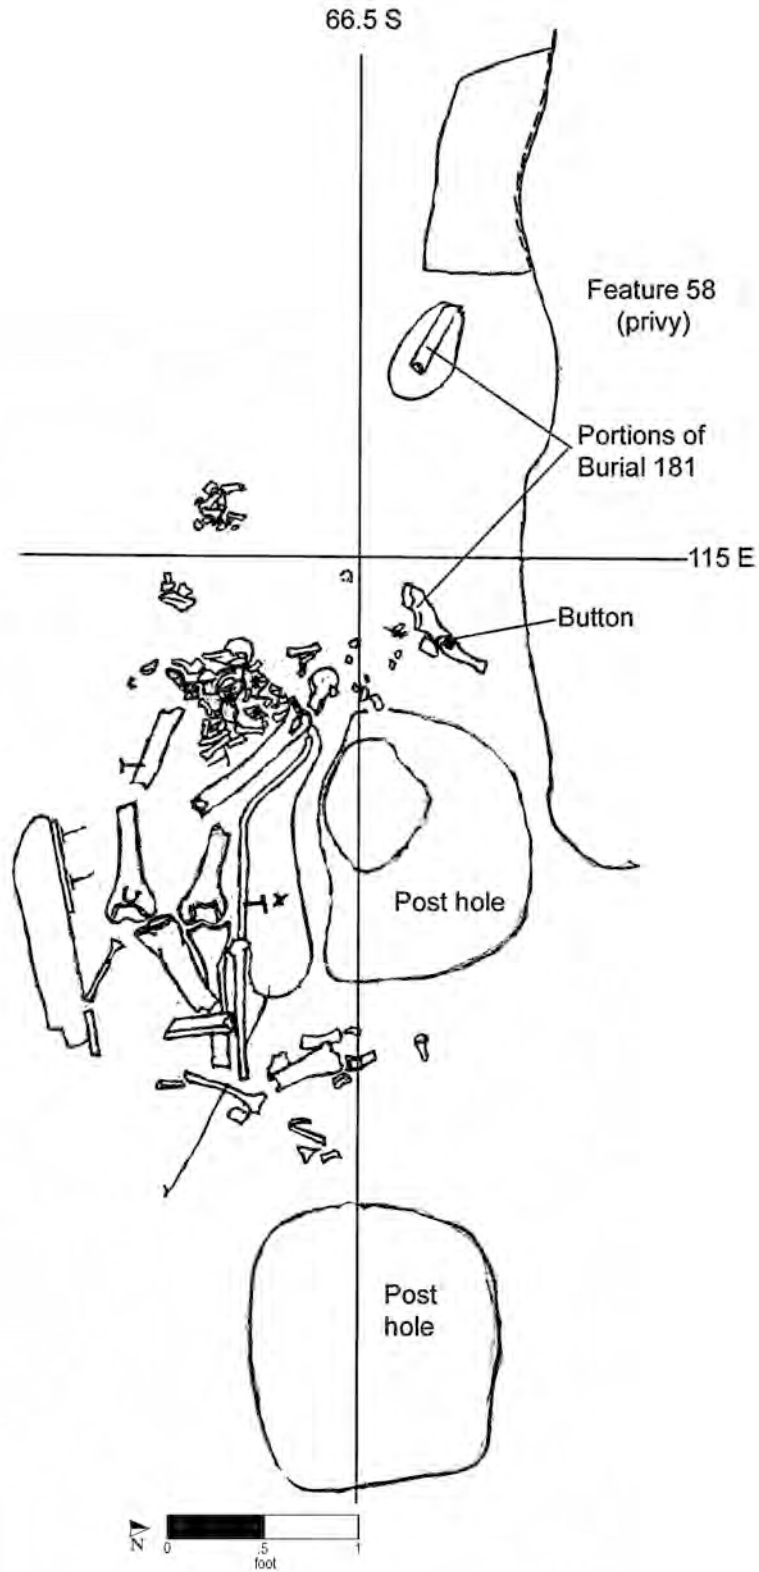 66.5 S
Feature 58
(privy)
Portions of
Burial 181
115 E
Button
Post hole
Post
hole
N
0 .5 1
foot